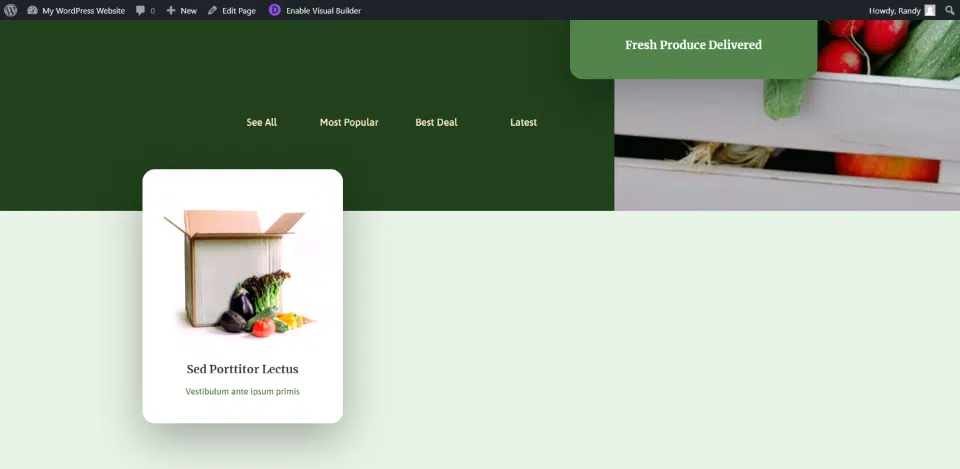 My WordPress Website 0 New Edit Page D Enable Visual Builder Howdy, Randy
Fresh Produce Delivered
See All Most Popular Best Deal Latest
Sed Porttitor Lectus
Vestibulum ante ipsum primis